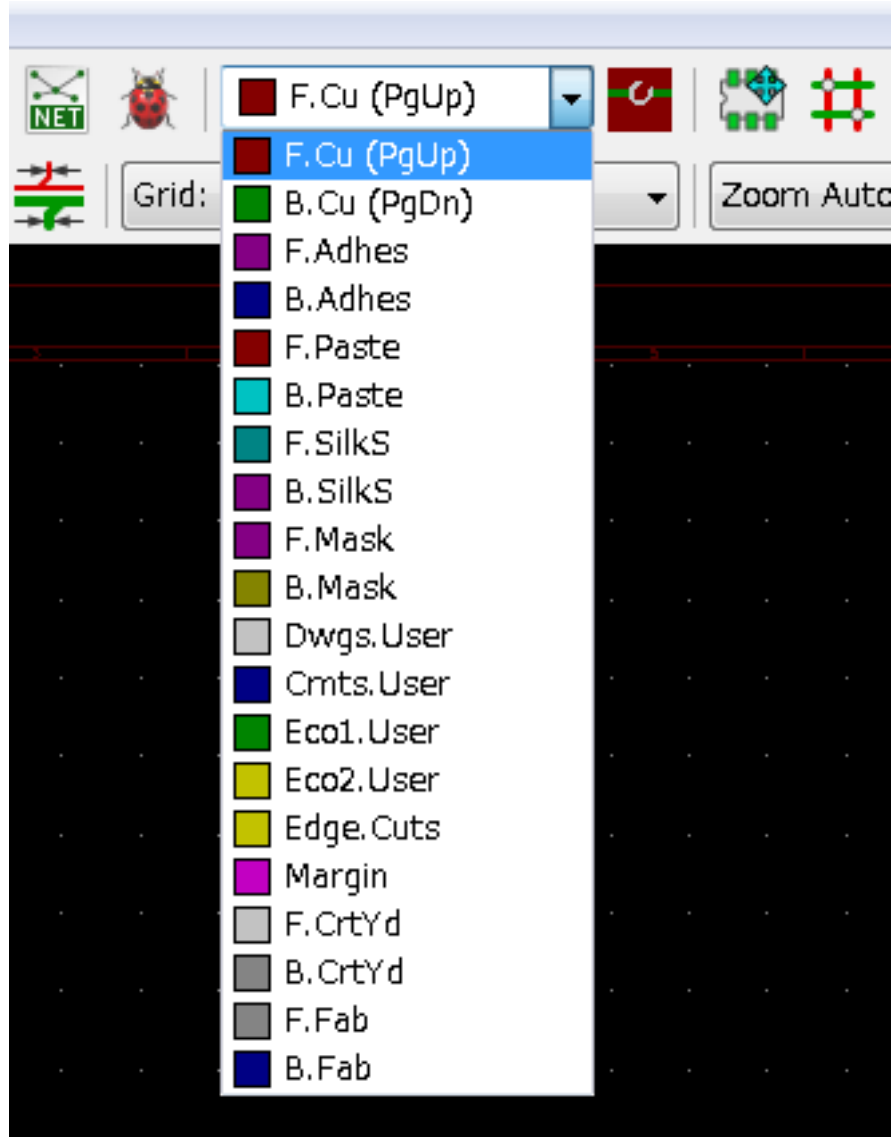 NET
F.Cu (PgUp)
F.Cu (PgUp)
Grid:
Zoom Auto
B.Cu (PgDn)
F.Adhes
B.Adhes
F.Paste
B.Paste
F.SilkS
B.SilkS
F.Mask
B.Mask
Dwgs.User
Cmts.User
Eco1.User
Eco2.User
Edge.Cuts
Margin
F.CrtYd
B.CrtYd
F.Fab
B.Fab